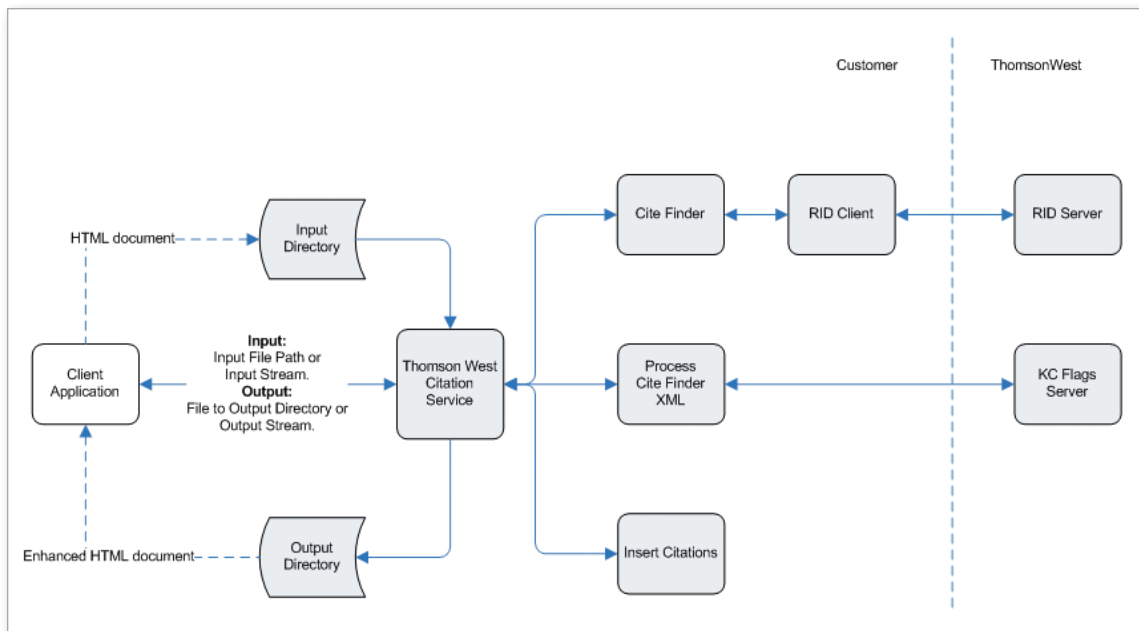 Customer
ThomsonWest
Cite Finder
RID Client
RID Server
HTML document
Input
Directory
Client
Application
Input:
Input File Path or
Input Stream.
Output:
File to Output Directory or
Output Stream.
Thomson West
Citation
Service
Process
Cite Finder
XML
KC Flags
Server
Enhanced HTML document
Output
Directory
Insert Citations